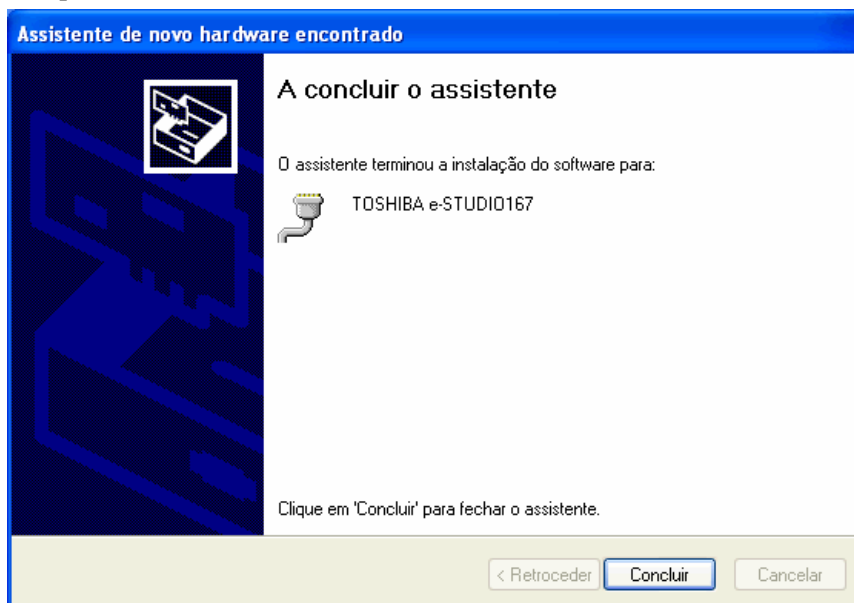 Assistente de novo hardware encontrado
A concluir o assistente
O assistente terminou a instalação do software para:
TOSHIBA e-STUDIO167
Clique em 'Concluir' para fechar o assistente.
< Retroceder
Concluir
Cancelar